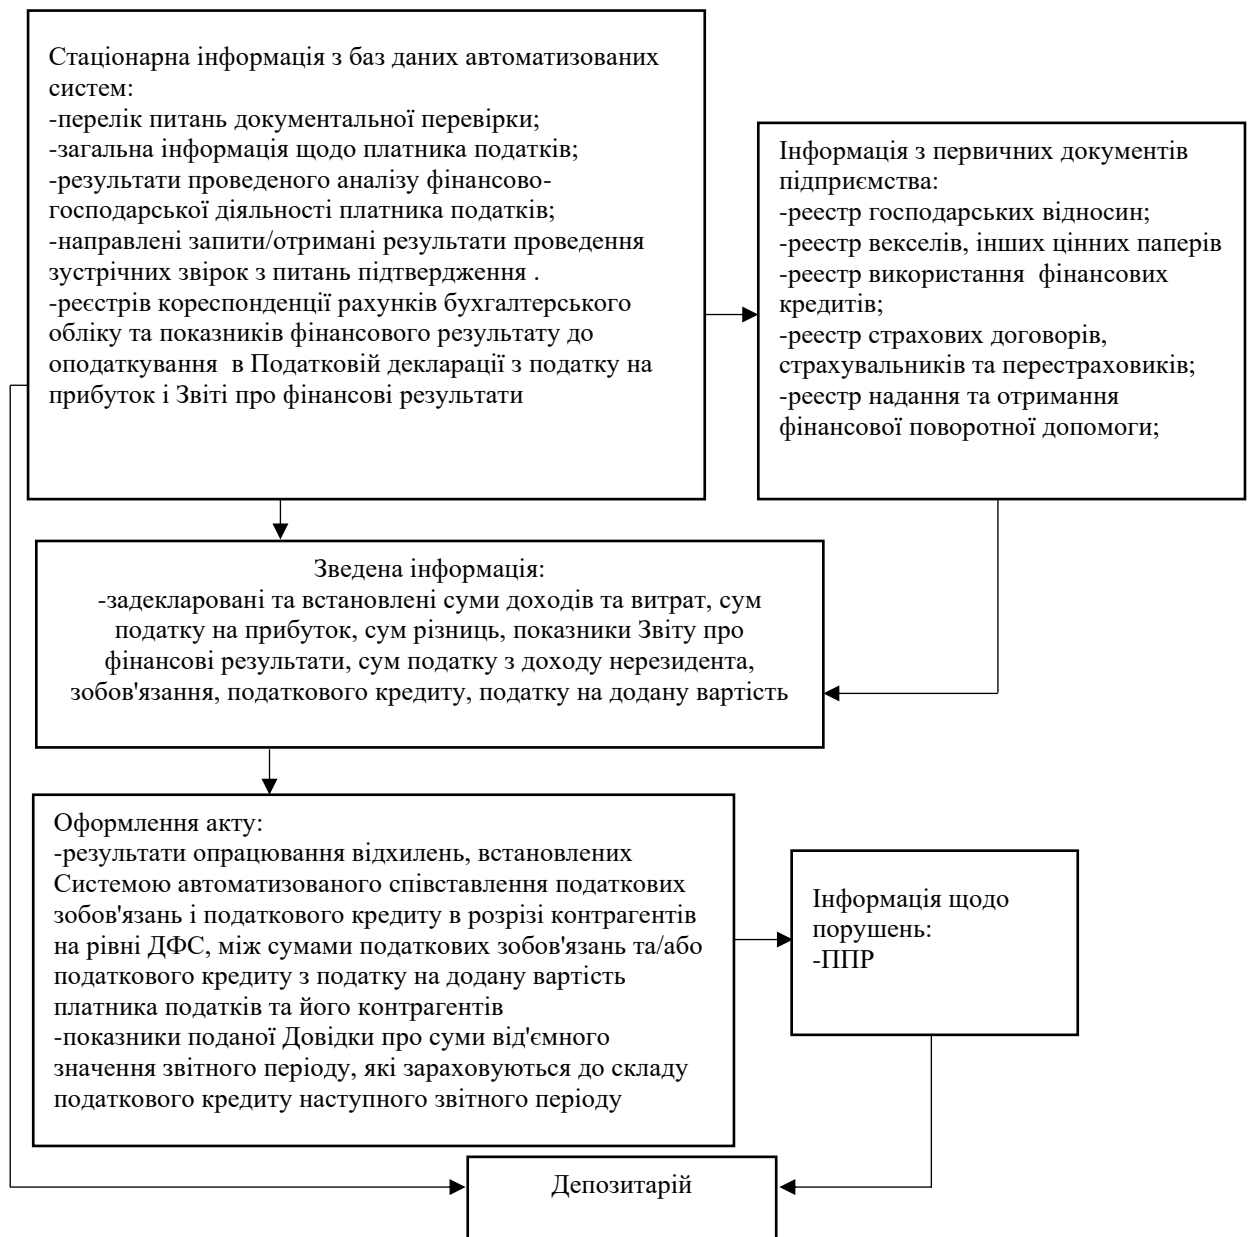 Стаціонарна інформація з баз даних автоматизованих
систем:
-перелік питань документальної перевірки;
-загальна інформація щодо платника податків;
-результати проведеного аналізу фінансово-
господарської діяльності платника податків;
-направлені запити/отримані результати проведення
зустрічних звірок з питань підтвердження .
-реєстрів кореспонденції рахунків бухгалтерського
обліку та показників фінансового результату до
оподаткування в Податковій декларації з податку на
прибуток і Звіті про фінансові результати
Інформація з первичних документів
підприємства:
-реестр господарських відносин;
-реестр векселів, інших цінних паперів
-реестр використання фінансових
кредитів;
-реестр страхових договорів,
страхувальників та перестраховиків;
-реестр надання та отримання
фінансової поворотної допомоги;
Зведена інформація:
-задекларовані та встановлені суми доходів та витрат, сум
податку на прибуток, сум різниць, показники Звіту про
фінансові результати, сум податку з доходу нерезидента,
зобов'язання, податкового кредиту, податку на додану вартість
Оформлення акту:
-результати опрацювання відхилень, встановлених
Системою автоматизованого співставлення податкових
зобов'язань і податкового кредиту в розрізі контрагентів
на рівні ДФС, між сумами податкових зобов'язань та/або
податкового кредиту з податку на додану вартість
платника податків та його контрагентів
-показники поданої Довідки про суми від'ємного
значення звітного періоду, які зараховуються до складу
податкового кредиту наступного звітного періоду
Інформація щодо
порушень:
-ППР
Депозитарій